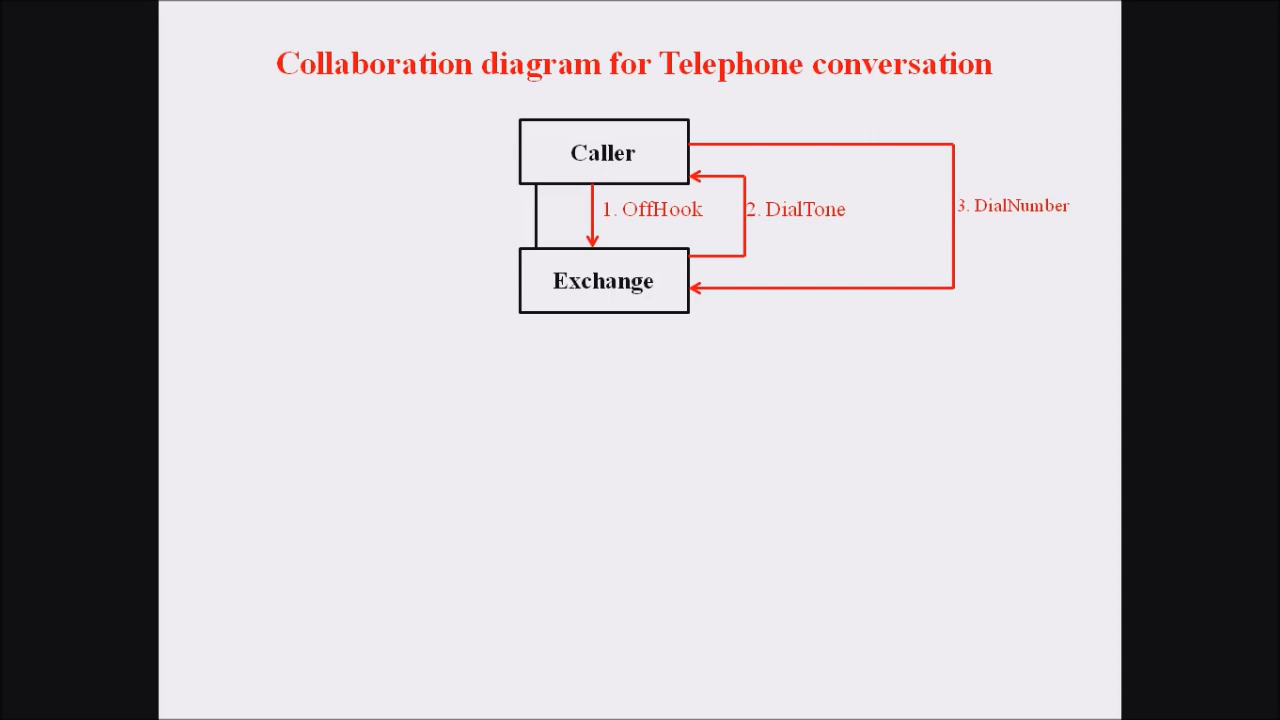 Collaboration diagram for Telephone conversation
Caller
1. OffHook
2. DialTone
3. DialNumber
Exchange